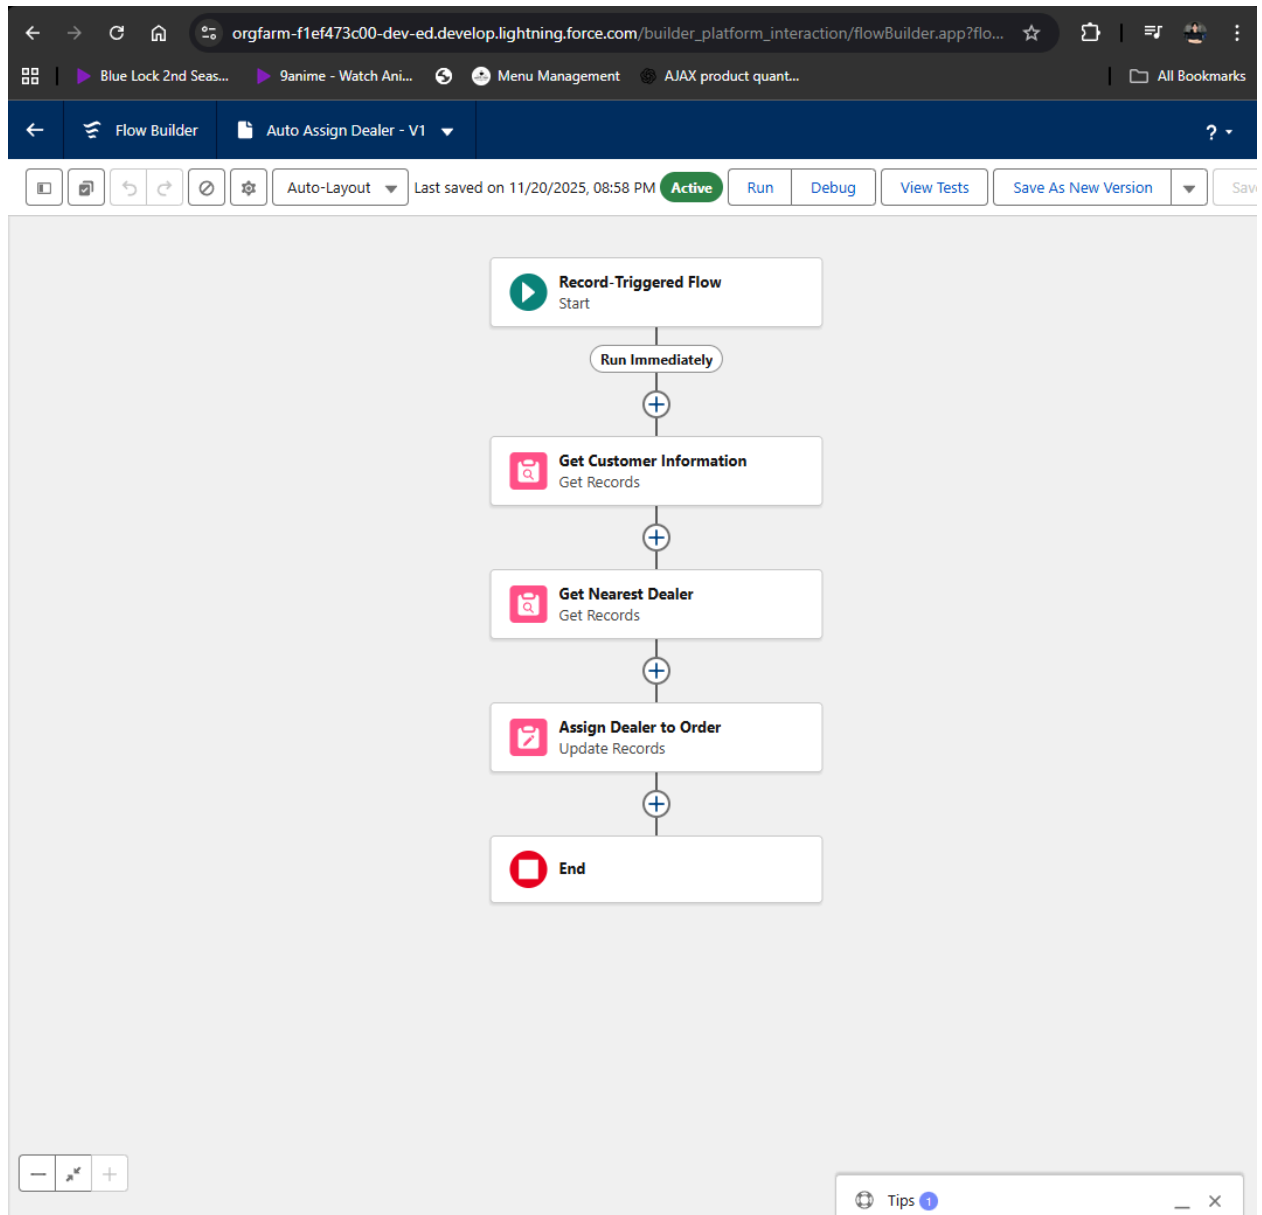 orgfarm-f1ef473c00-dev-ed.develop.lightning.force.com/builder_platform_interaction/flowBuilder.app?flo...
Blue Lock 2nd Seas... 9anime - Watch Ani... Menu Management AJAX product quant... All Bookmarks
Flow Builder Auto Assign Dealer - V1 ?
Auto-Layout Last saved on 11/20/2025, 08:58 PM Active Run Debug View Tests Save As New Version Sav
Record-Triggered Flow
Start
Run Immediately
Get Customer Information
Get Records
Get Nearest Dealer
Get Records
Assign Dealer to Order
Update Records
End
Tips 1